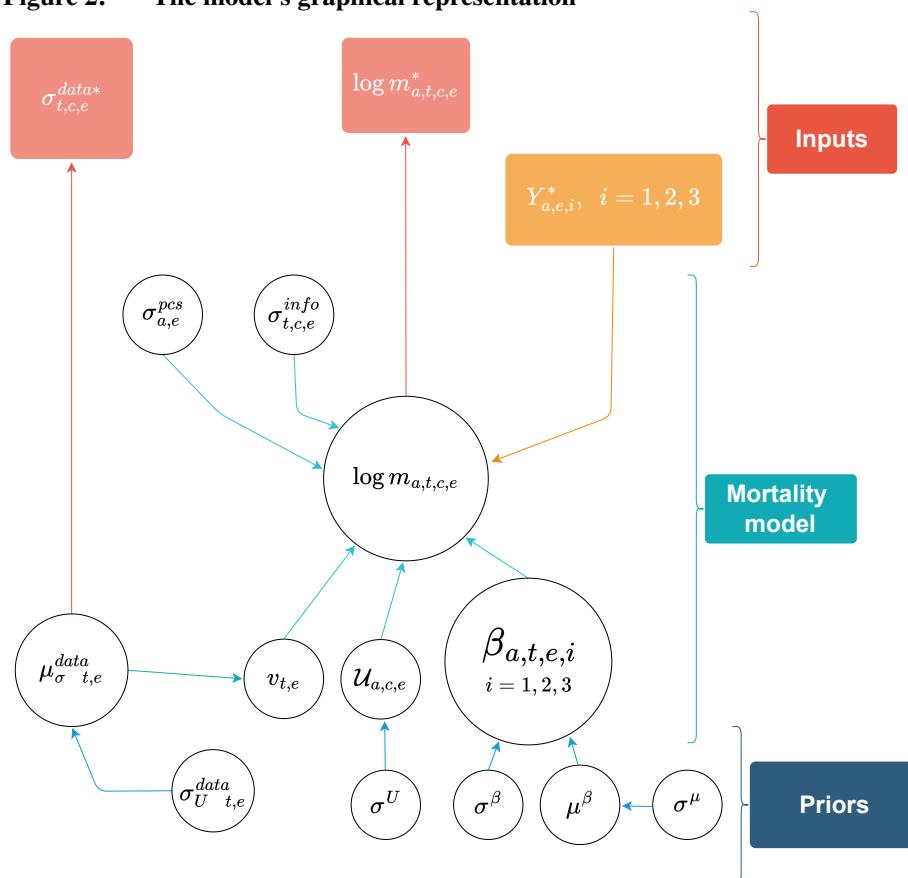 Figure 2: The model's graphical representation
σ^{data*}_{t,c,e}
log m^*_{a,t,c,e}
Inputs
Y^*_{a,e,i}, i = 1, 2, 3
σ^{pcs}_{a,e}
σ^{info}_{t,c,e}
log m_{a,t,c,e}
Mortality
model
β_{a,t,e,i}
i = 1, 2, 3
μ^{data}_{σ t,e}
v_{t,e}
𝒰_{a,c,e}
σ^{data}_{U t,e}
σ^U
σ^β
μ^β
σ^μ
Priors